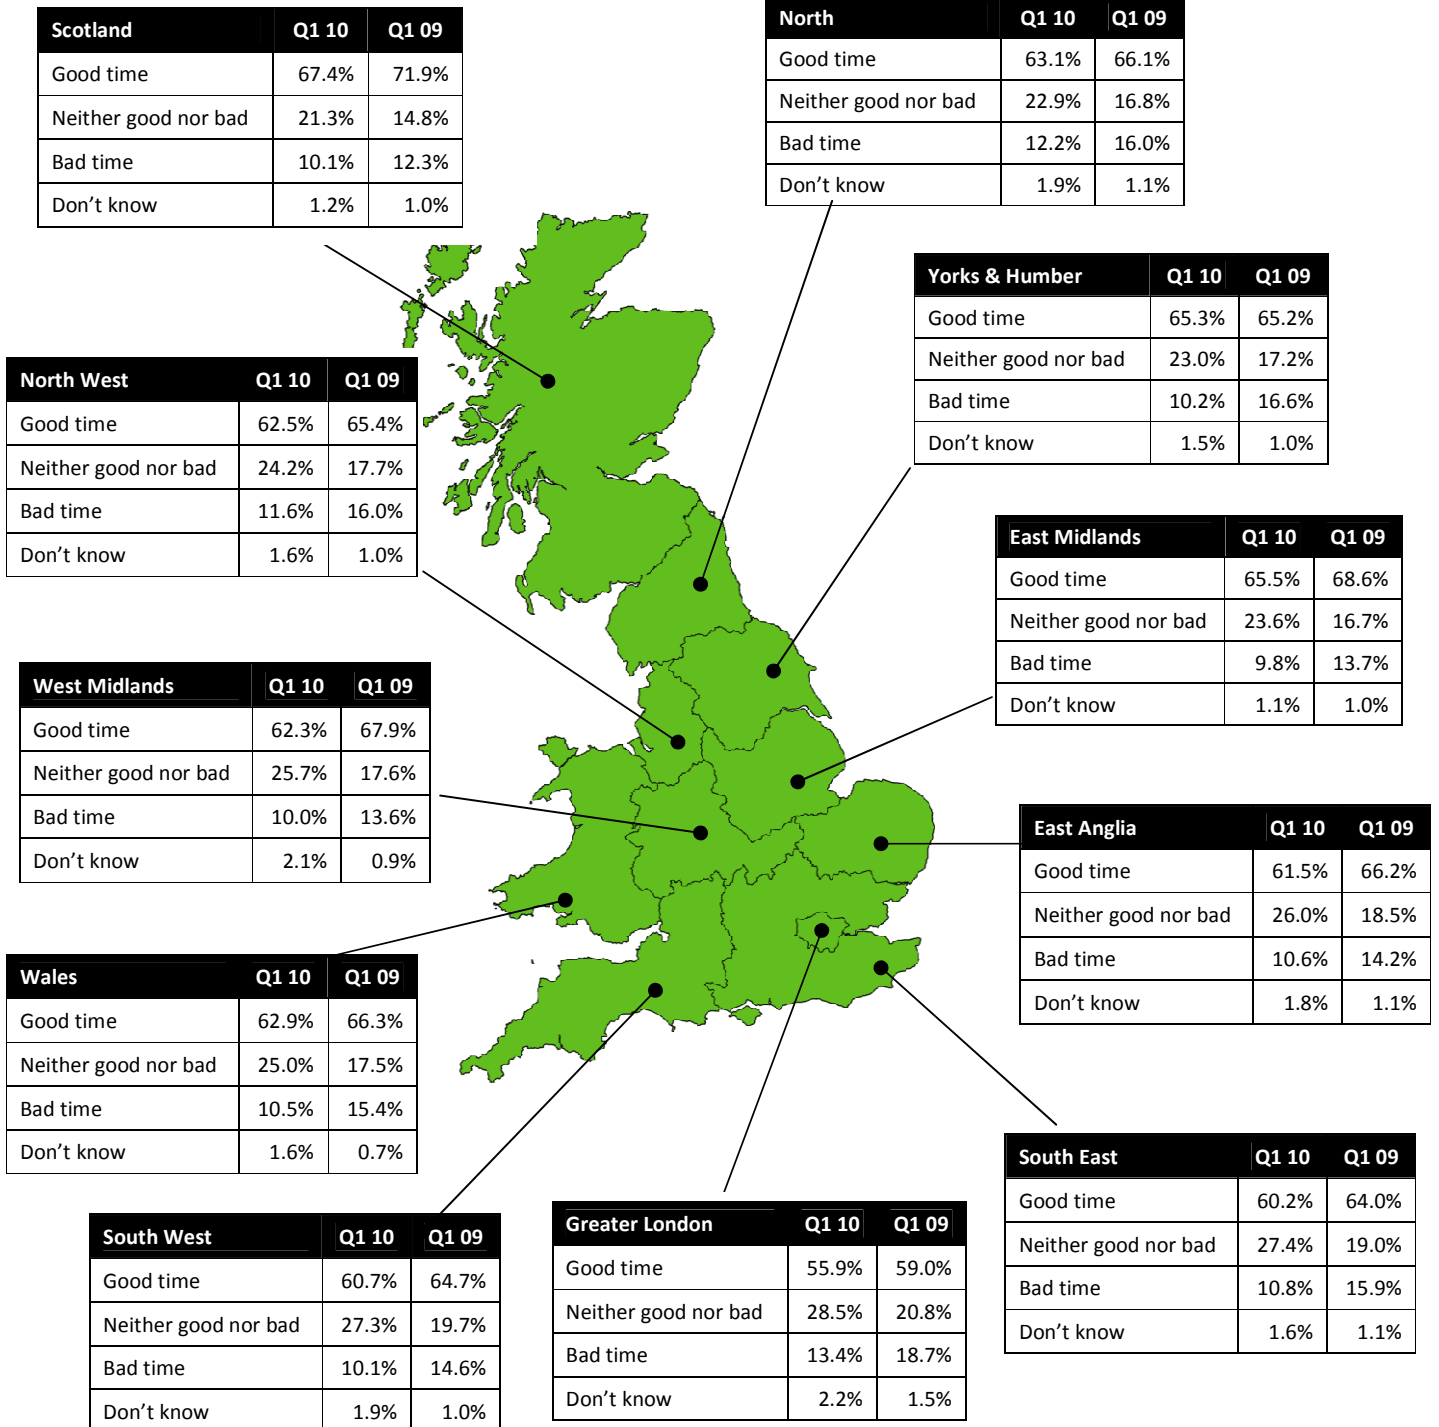 Scotland Q1 10 Q1 09
Good time 67.4% 71.9%
Neither good nor bad 21.3% 14.8%
Bad time 10.1% 12.3%
Don’t know 1.2% 1.0%
North Q1 10 Q1 09
Good time 63.1% 66.1%
Neither good nor bad 22.9% 16.8%
Bad time 12.2% 16.0%
Don’t know 1.9% 1.1%
Yorks & Humber Q1 10 Q1 09
Good time 65.3% 65.2%
Neither good nor bad 23.0% 17.2%
Bad time 10.2% 16.6%
Don’t know 1.5% 1.0%
North West Q1 10 Q1 09
Good time 62.5% 65.4%
Neither good nor bad 24.2% 17.7%
Bad time 11.6% 16.0%
Don’t know 1.6% 1.0%
East Midlands Q1 10 Q1 09
Good time 65.5% 68.6%
Neither good nor bad 23.6% 16.7%
Bad time 9.8% 13.7%
Don’t know 1.1% 1.0%
West Midlands Q1 10 Q1 09
Good time 62.3% 67.9%
Neither good nor bad 25.7% 17.6%
Bad time 10.0% 13.6%
Don’t know 2.1% 0.9%
East Anglia Q1 10 Q1 09
Good time 61.5% 66.2%
Neither good nor bad 26.0% 18.5%
Bad time 10.6% 14.2%
Don’t know 1.8% 1.1%
Wales Q1 10 Q1 09
Good time 62.9% 66.3%
Neither good nor bad 25.0% 17.5%
Bad time 10.5% 15.4%
Don’t know 1.6% 0.7%
South East Q1 10 Q1 09
Good time 60.2% 64.0%
Neither good nor bad 27.4% 19.0%
Bad time 10.8% 15.9%
Don’t know 1.6% 1.1%
South West Q1 10 Q1 09
Good time 60.7% 64.7%
Neither good nor bad 27.3% 19.7%
Bad time 10.1% 14.6%
Don’t know 1.9% 1.0%
Greater London Q1 10 Q1 09
Good time 55.9% 59.0%
Neither good nor bad 28.5% 20.8%
Bad time 13.4% 18.7%
Don’t know 2.2% 1.5%